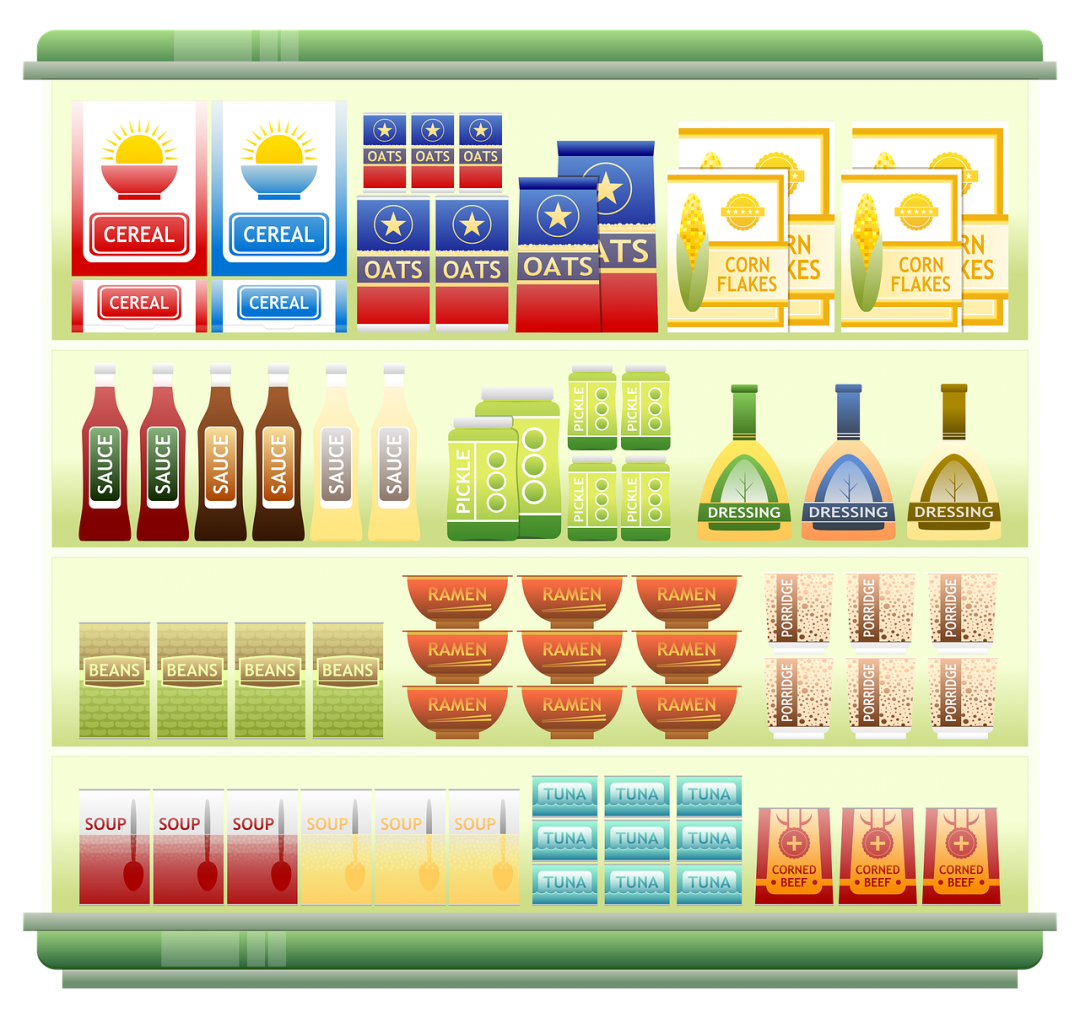 CEREAL
CEREAL
CEREAL
CEREAL
OATS
OATS
OATS
OATS
OATS
OATS
ATS
CORN
FLAKES
RN
KES
CORN
FLAKES
RN
KES
SAUCE
SAUCE
SAUCE
SAUCE
SAUCE
SAUCE
PICKLE
PICKLE
PICKLE
PICKLE
PICKLE
DRESSING
DRESSING
DRESSING
BEANS
BEANS
BEANS
BEANS
RAMEN
RAMEN
RAMEN
RAMEN
RAMEN
RAMEN
RAMEN
RAMEN
RAMEN
PORRIDGE
PORRIDGE
PORRIDGE
PORRIDGE
PORRIDGE
PORRIDGE
SOUP
SOUP
SOUP
SOUP
SOUP
SOUP
TUNA
TUNA
TUNA
TUNA
TUNA
TUNA
TUNA
TUNA
TUNA
CORNED
BEEF
CORNED
BEEF
CORNED
BEEF